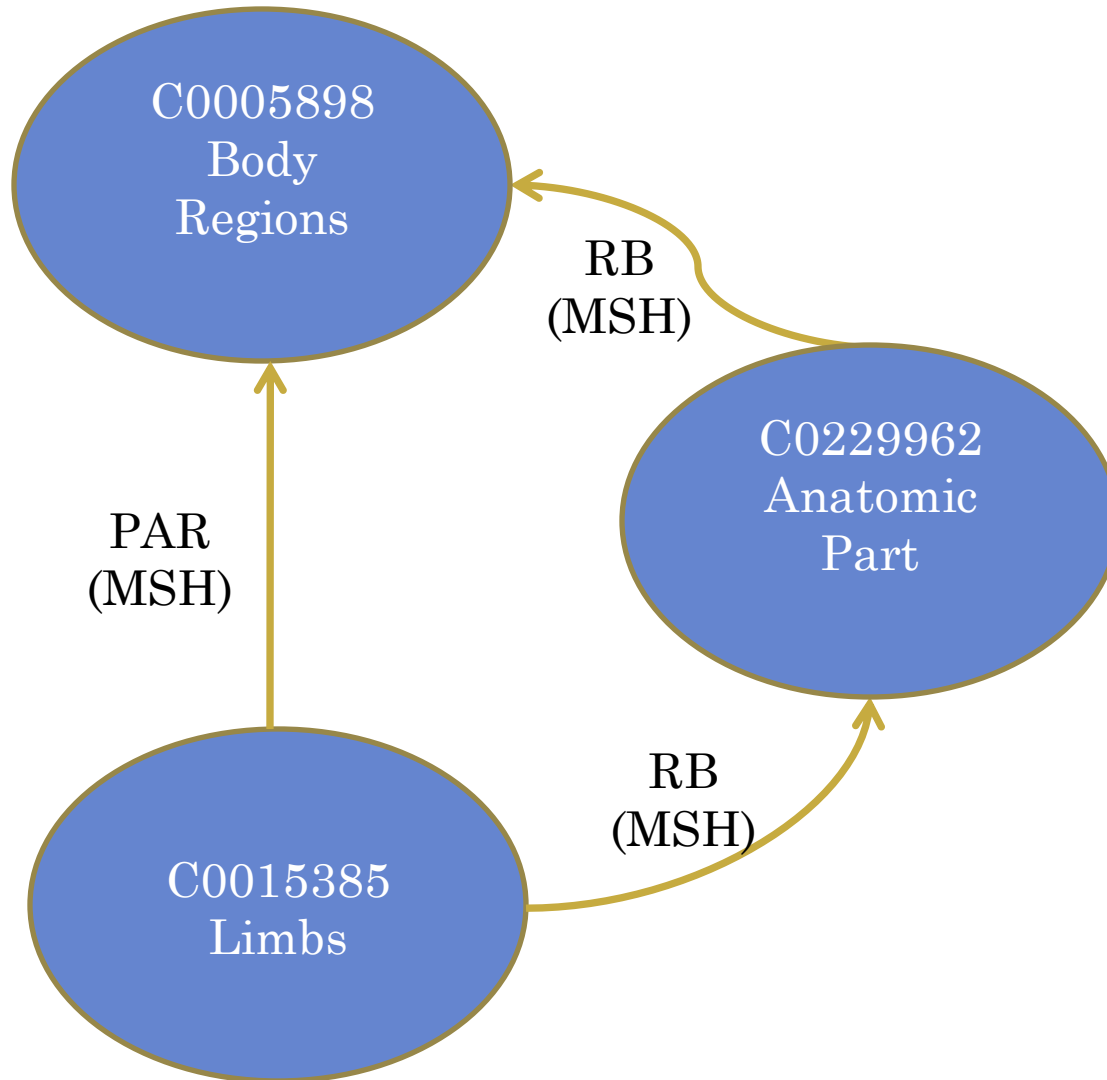 C0005898
Body
Regions
RB
(MSH)
C0229962
Anatomic
Part
PAR
(MSH)
RB
(MSH)
C0015385
Limbs